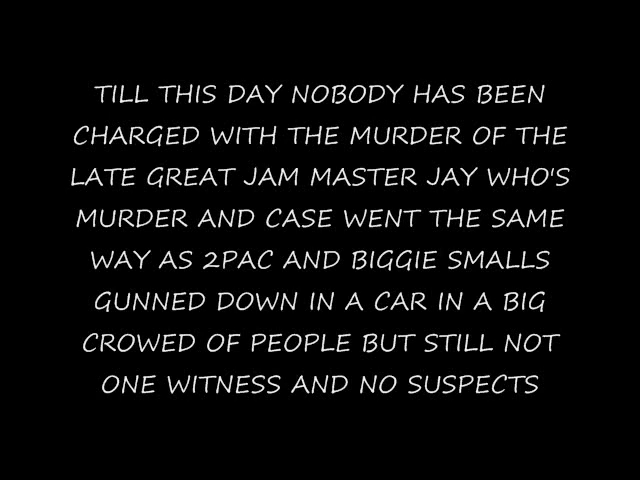 TILL THIS DAY NOBODY HAS BEEN
CHARGED WITH THE MURDER OF THE
LATE GREAT JAM MASTER JAY WHO'S
MURDER AND CASE WENT THE SAME
WAY AS 2PAC AND BIGGIE SMALLS
GUNNED DOWN IN A CAR IN A BIG
CROWED OF PEOPLE BUT STILL NOT
ONE WITNESS AND NO SUSPECTS